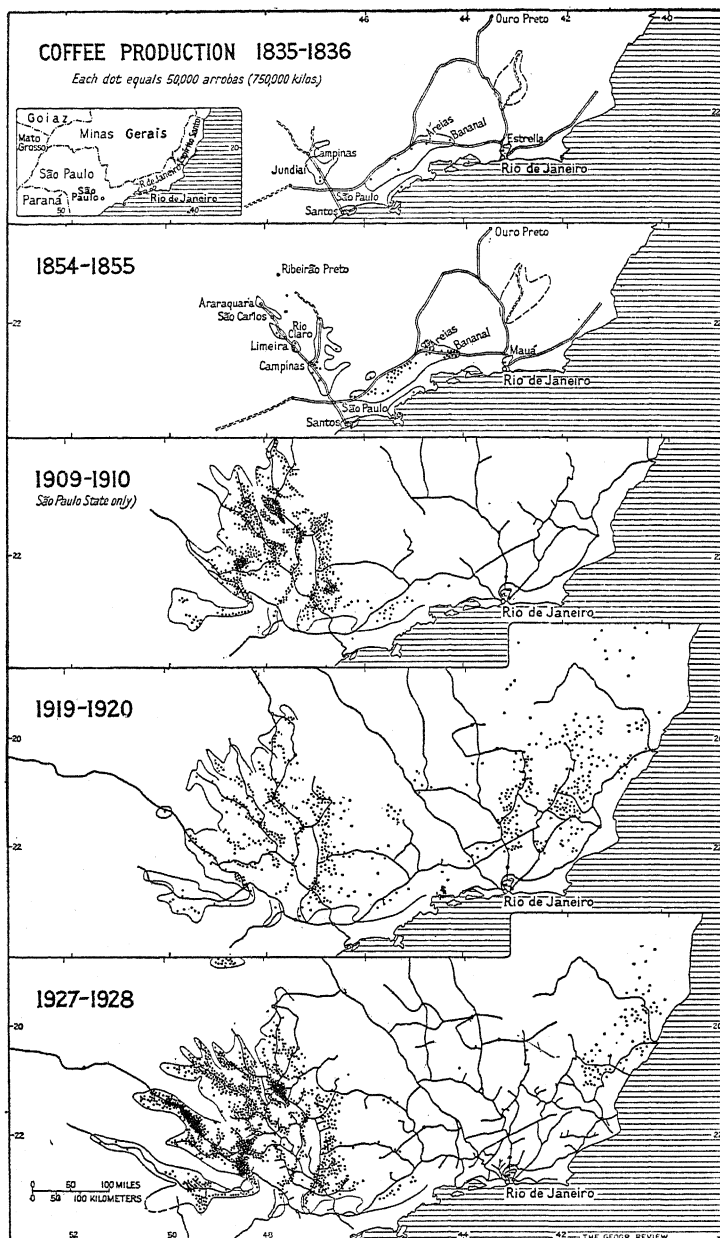 46 44 42 40
Ouro Preto
COFFEE PRODUCTION 1835-1836
Each dot equals 50,000 arrobas (750,000 kilos.)
Goiaz
Mato
Grosso
Minas Gerais
Espirito Santo
R. de Janeiro
20
São Paulo
São
Paulo
Paraná
Rio de Janeiro
50 40
Areias
Bananal
Estrella
Campinas
Jundiaí
Rio de Janeiro
São Paulo
Santos
22
Ouro Preto
1854-1855
Ribeirão Preto
Araraquara
São Carlos
Rio
Claro
22
Limeira
Areias
Bananal
Mauá
Campinas
Rio de Janeiro
São Paulo
Santos
1909-1910
São Paulo State only)
22
22
Rio de Janeiro
1919-1920
20
22
22
Rio de Janeiro
1927-1928
20
20
22
22
50 0 50 100 MILES
0 50 100 KILOMETERS
Rio de Janeiro
52 50 48 46 44 42
THE GEOGR. REVIEW